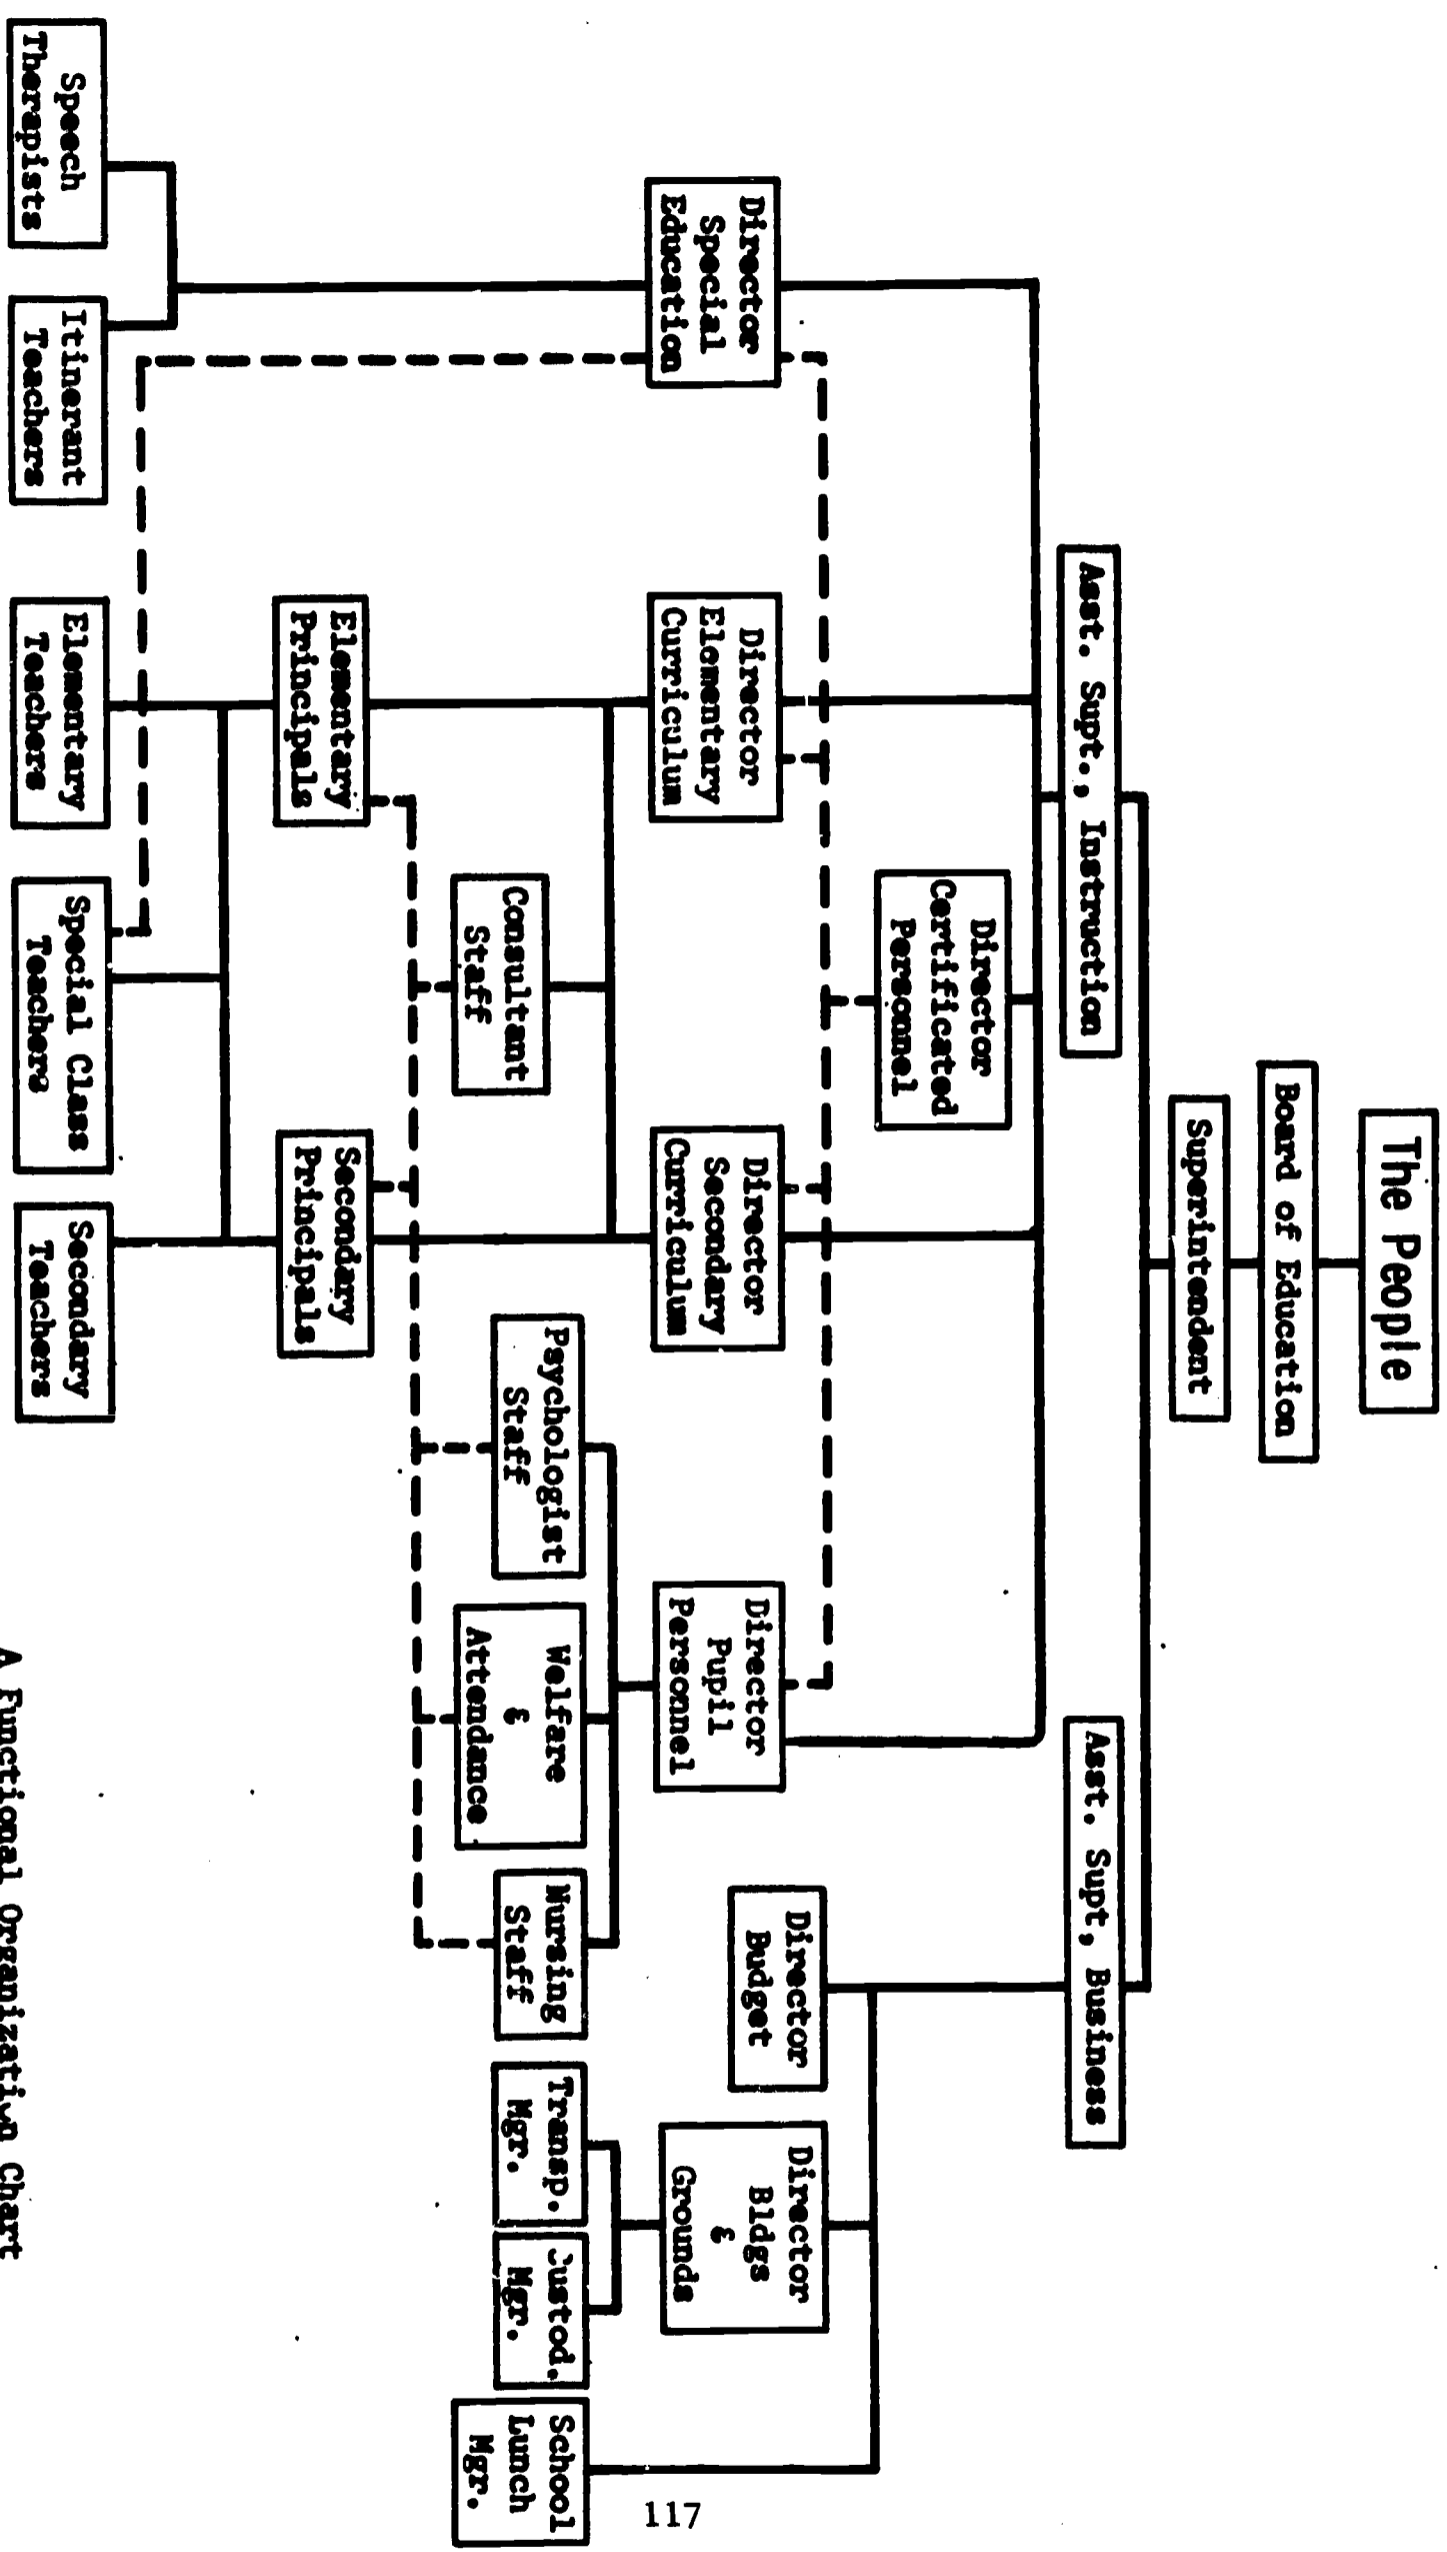 The People
Board of Education
Superintendent
Asst. Supt., Instruction
Asst. Supt, Business
Director
Certificated
Personnel
Director
Special
Education
Director
Elementary
Curriculum
Director
Secondary
Curriculum
Director
Pupil
Personnel
Director
Budget
Director
Bldgs
&
Grounds
Consultant
Staff
Psychologist
Staff
Welfare
&
Attendance
Nursing
Staff
Transp.
Mgr.
Custod.
Mgr.
School
Lunch
Mgr.
Elementary
Principals
Secondary
Principals
Speech
Therapists
Itinerant
Teachers
Elementary
Teachers
Special Class
Teachers
Secondary
Teachers
A Functional Organization Chart
117